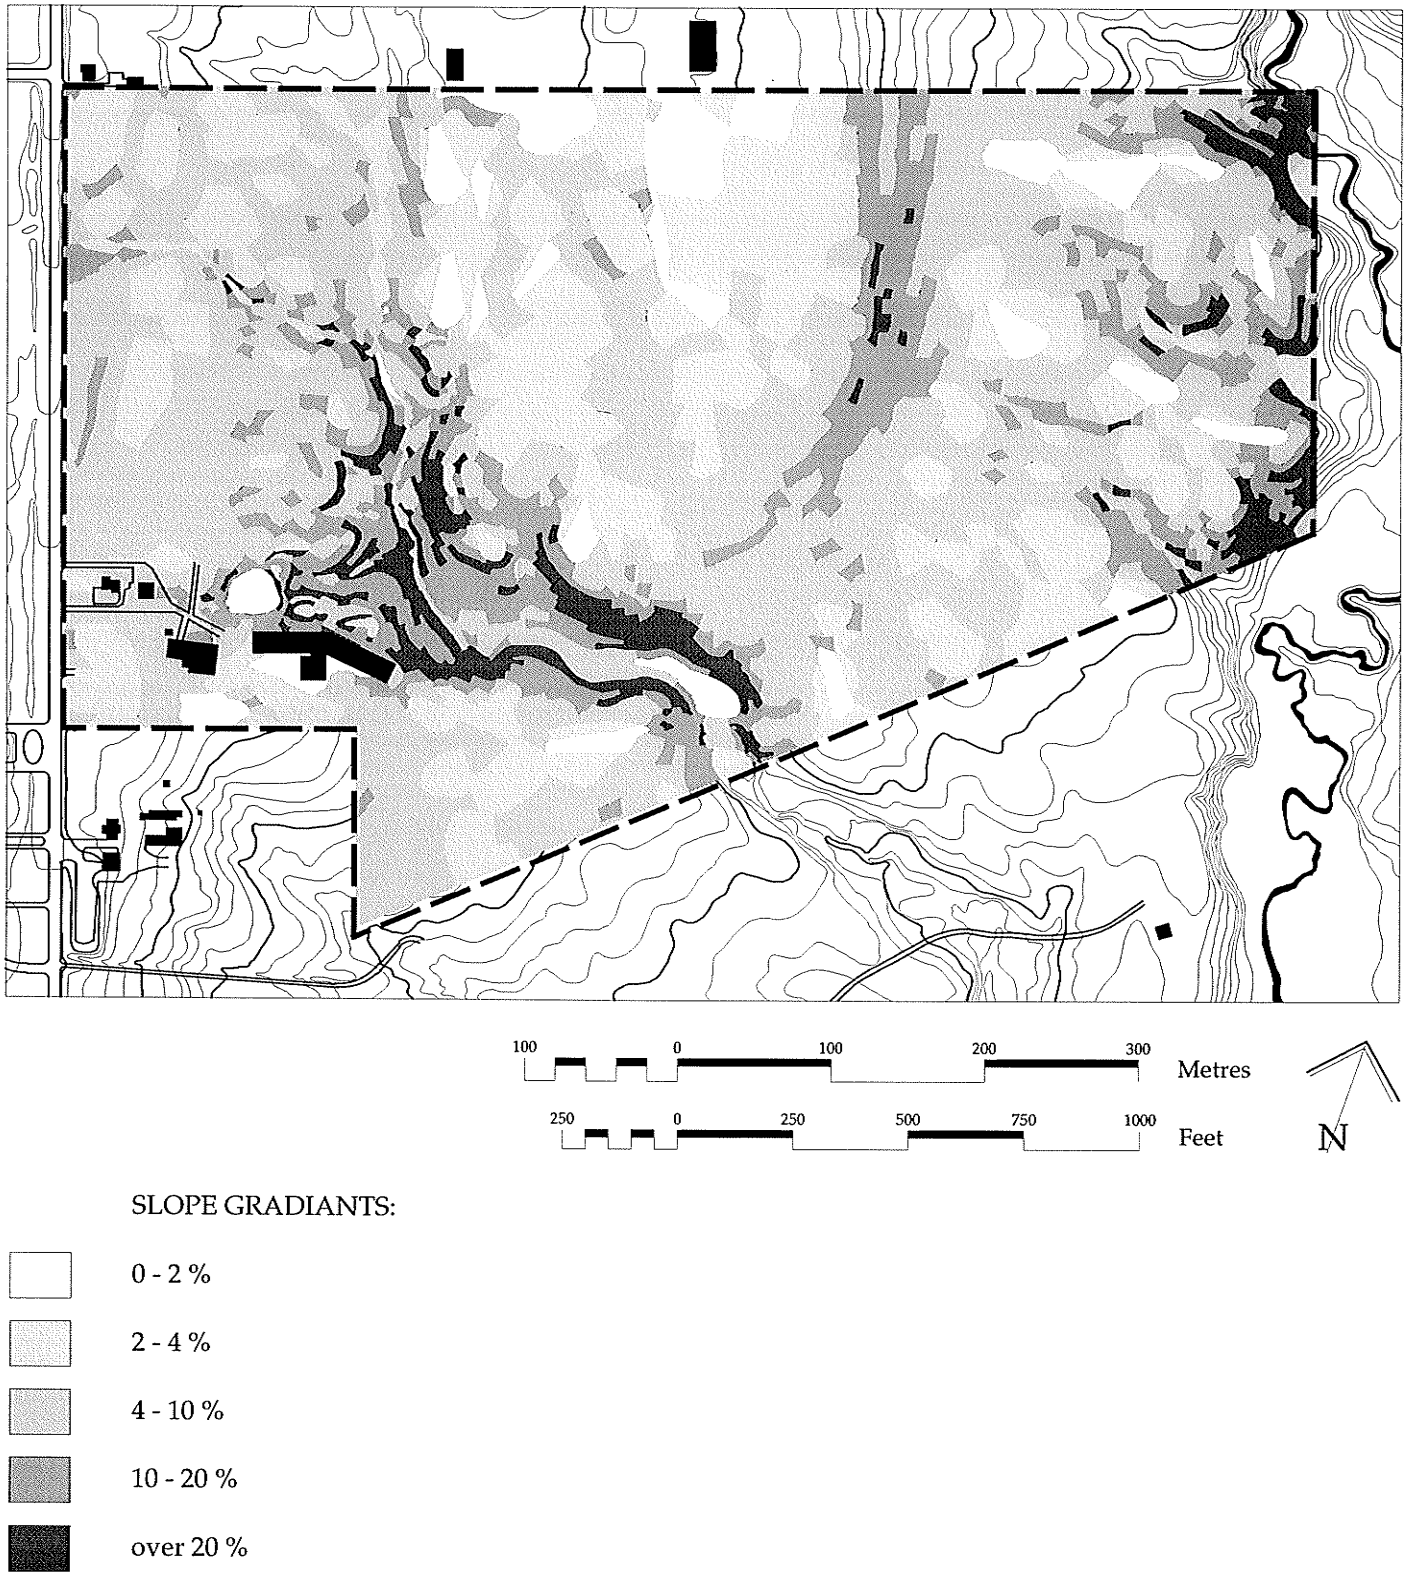 100 0 100 200 300
Metres
250 0 250 500 750 1000
Feet
N
SLOPE GRADIANTS:
0 - 2 %
2 - 4 %
4 - 10 %
10 - 20 %
over 20 %